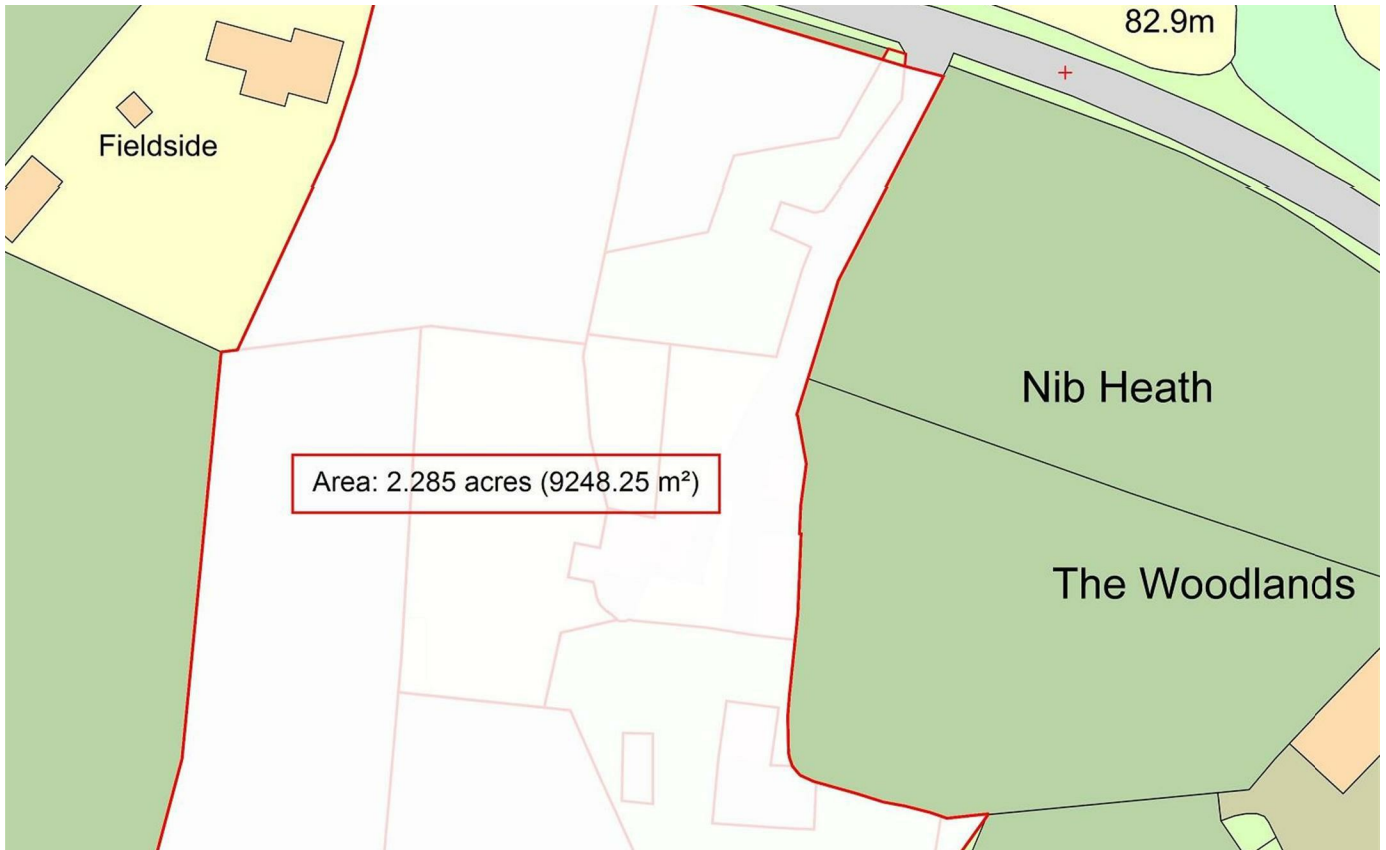 82.9m
Fieldside
Nib Heath
Area: 2.285 acres (9248.25 m²)
The Woodlands